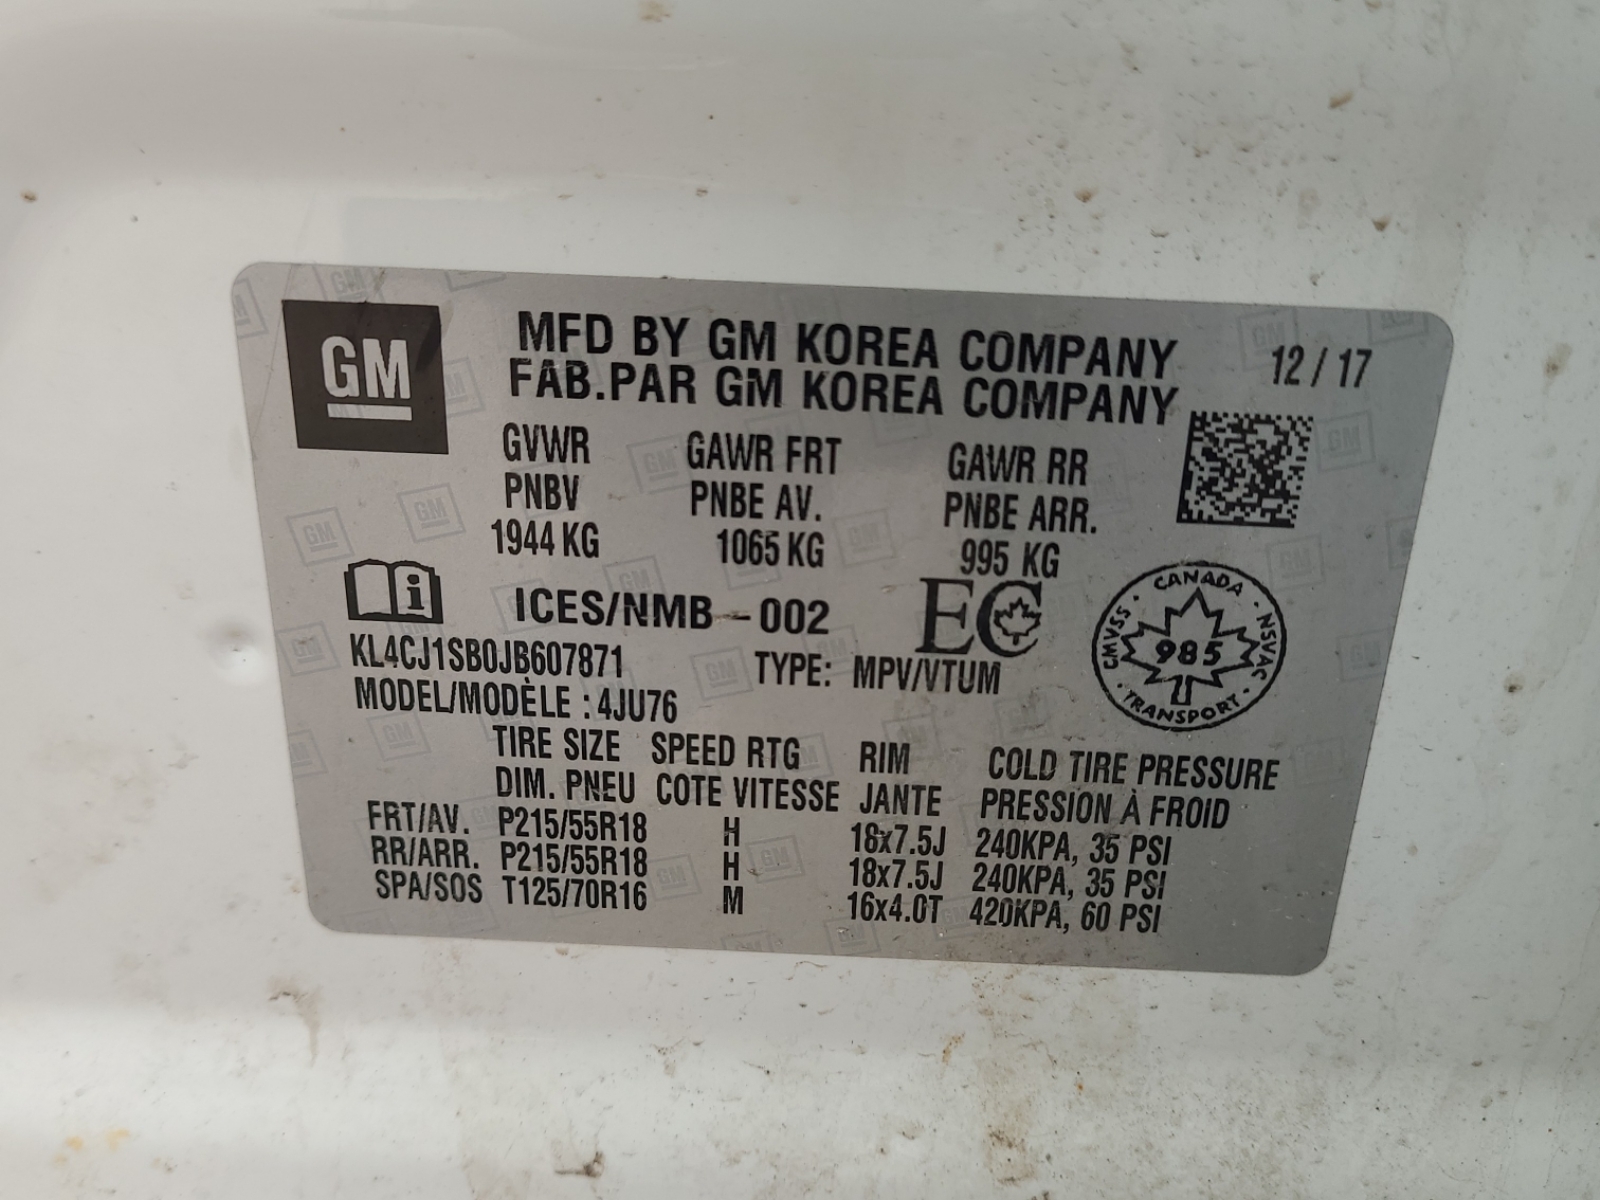 GM
MFD BY GM KOREA COMPANY 12/17
FAB.PAR GM KOREA COMPANY
GVWR GAWR FRT GAWR RR
PNBV PNBE AV. PNBE ARR.
1944 KG 1065 KG 995 KG
i ICES/NMB-002 EC
CANADA
CMVSS · NSVAC
985
TRANSPORT
KL4CJ1SB0JB607871 TYPE: MPV/VTUM
MODEL/MODÈLE : 4JU76
TIRE SIZE SPEED RTG RIM COLD TIRE PRESSURE
DIM. PNEU COTE VITESSE JANTE PRESSION À FROID
FRT/AV. P215/55R18 H 18x7.5J 240KPA, 35 PSI
RR/ARR. P215/55R18 H 18x7.5J 240KPA, 35 PSI
SPA/SOS T125/70R16 M 16x4.0T 420KPA, 60 PSI